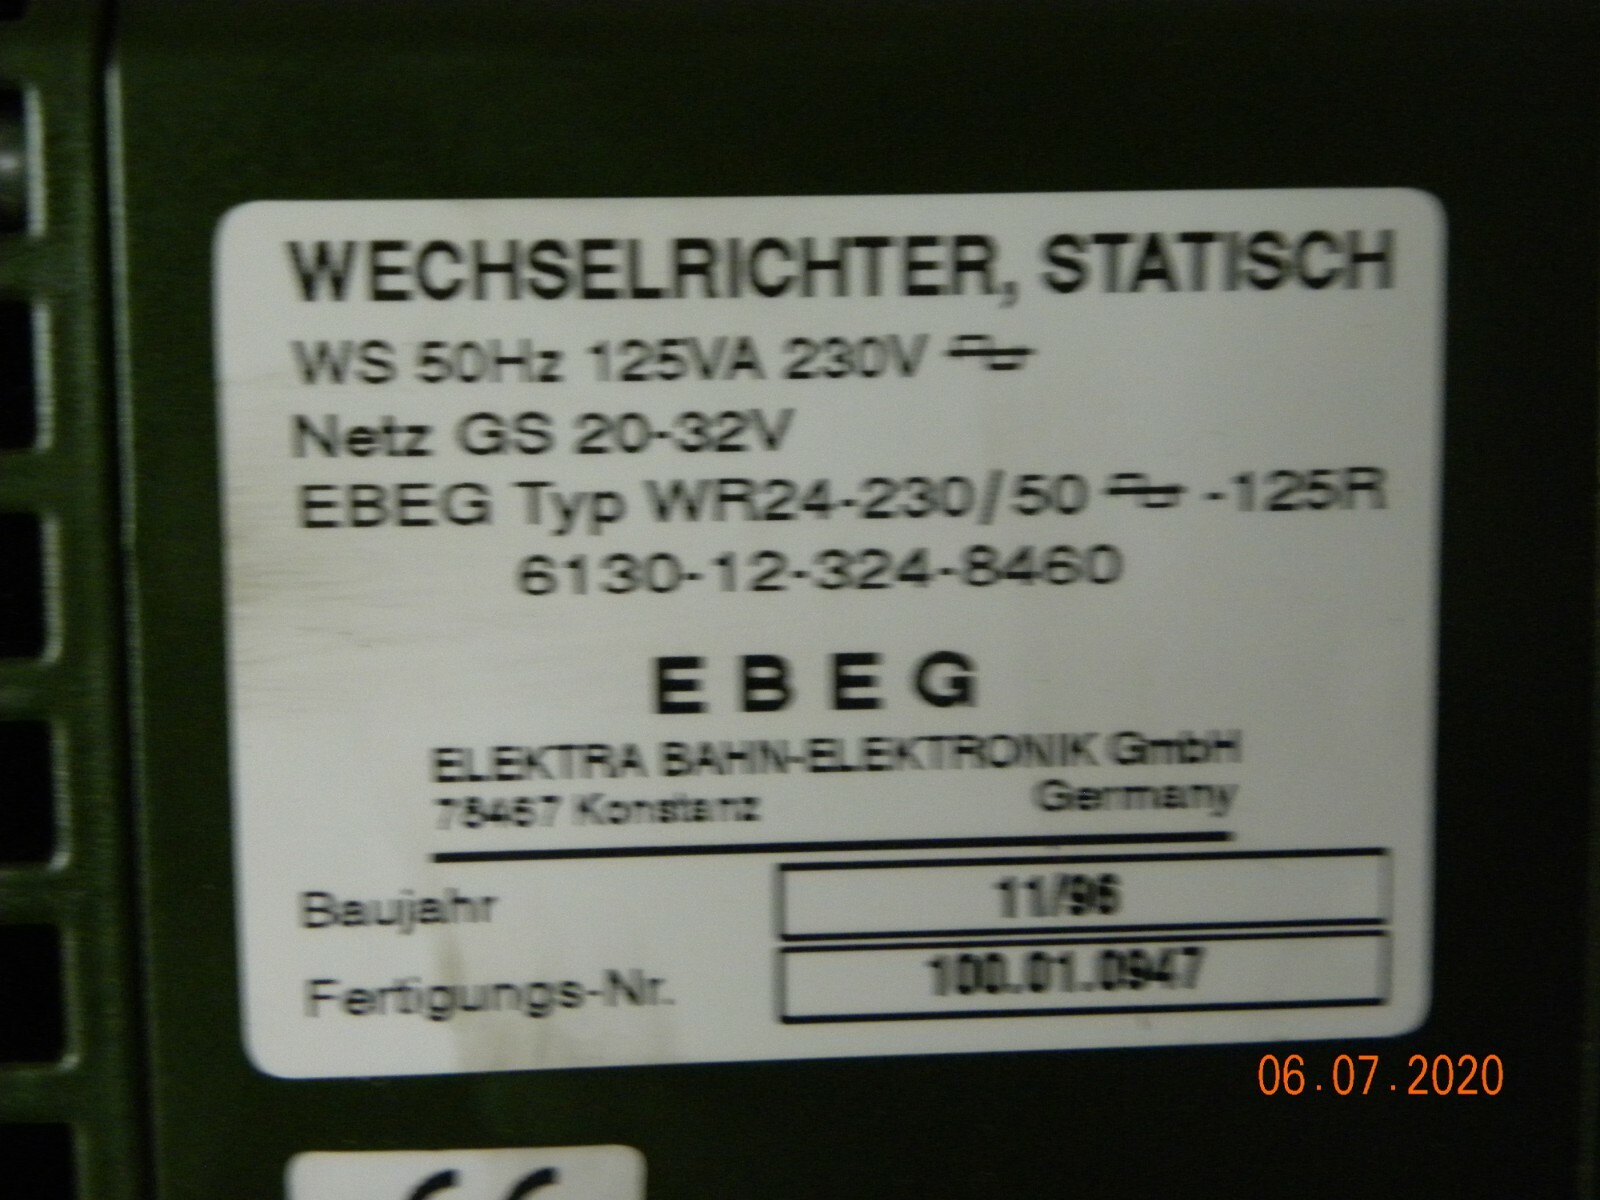 WECHSELRICHTER, STATISCH
WS 50Hz 125VA 230V
Netz GS 20-32V
EBEG Typ WR24-230/50 -125R
6130-12-324-8460
EBEG
ELEKTRA BAHN-ELEKTRONIK GmbH
78467 Konstanz Germany
Baujahr 11/96
Fertigungs-Nr. 100.01.0947
06.07.2020
CE